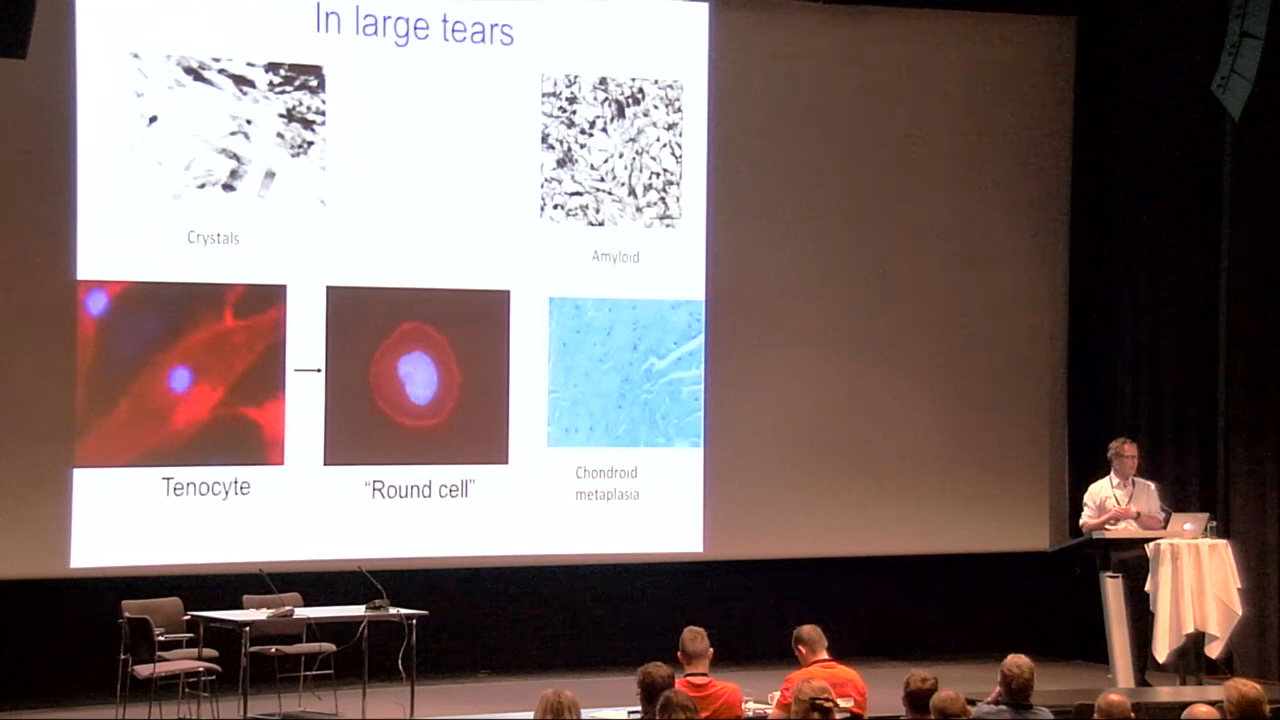 In large tears
Crystals
Amyloid
Tenocyte
“Round cell”
Chondroid
metaplasia